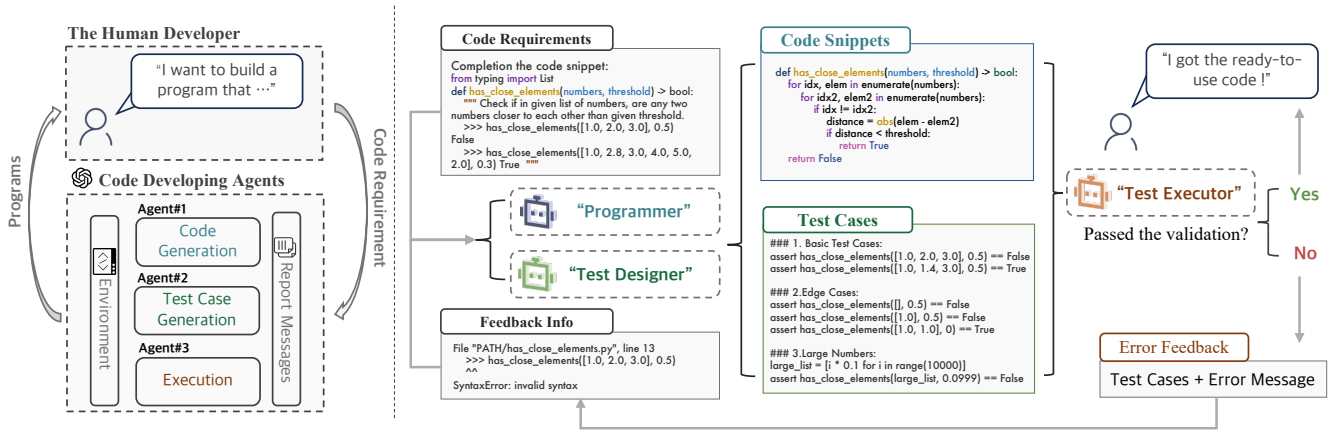 The Human Developer
“I want to build a
program that ⋯”
Programs
Code Requirement
Code Developing Agents
Environment
Agent#1
Code
Generation
Agent#2
Test Case
Generation
Agent#3
Execution
Report Messages
Code Requirements
Completion the code snippet:
from typing import List
def has_close_elements(numbers, threshold) -> bool:
""" Check if in given list of numbers, are any two
numbers closer to each other than given threshold.
>>> has_close_elements([1.0, 2.0, 3.0], 0.5)
False
>>> has_close_elements([1.0, 2.8, 3.0, 4.0, 5.0,
2.0], 0.3) True """
“Programmer”
“Test Designer”
Feedback Info
File "PATH/has_close_elements.py", line 13
>>> has_close_elements([1.0, 2.0, 3.0], 0.5)
^^
SyntaxError: invalid syntax
Code Snippets
def has_close_elements(numbers, threshold) -> bool:
for idx, elem in enumerate(numbers):
for idx2, elem2 in enumerate(numbers):
if idx != idx2:
distance = abs(elem - elem2)
if distance < threshold:
return True
return False
Test Cases
### 1. Basic Test Cases:
assert has_close_elements([1.0, 2.0, 3.0], 0.5) == False
assert has_close_elements([1.0, 1.4, 3.0], 0.5) == True
### 2.Edge Cases:
assert has_close_elements([], 0.5) == False
assert has_close_elements([1.0], 0.5) == False
assert has_close_elements([1.0, 1.0], 0) == True
### 3.Large Numbers:
large_list = [i * 0.1 for i in range(10000)]
assert has_close_elements(large_list, 0.0999) == False
“I got the ready-to-
use code !”
“Test Executor”
Passed the validation?
Yes
No
Error Feedback
Test Cases + Error Message